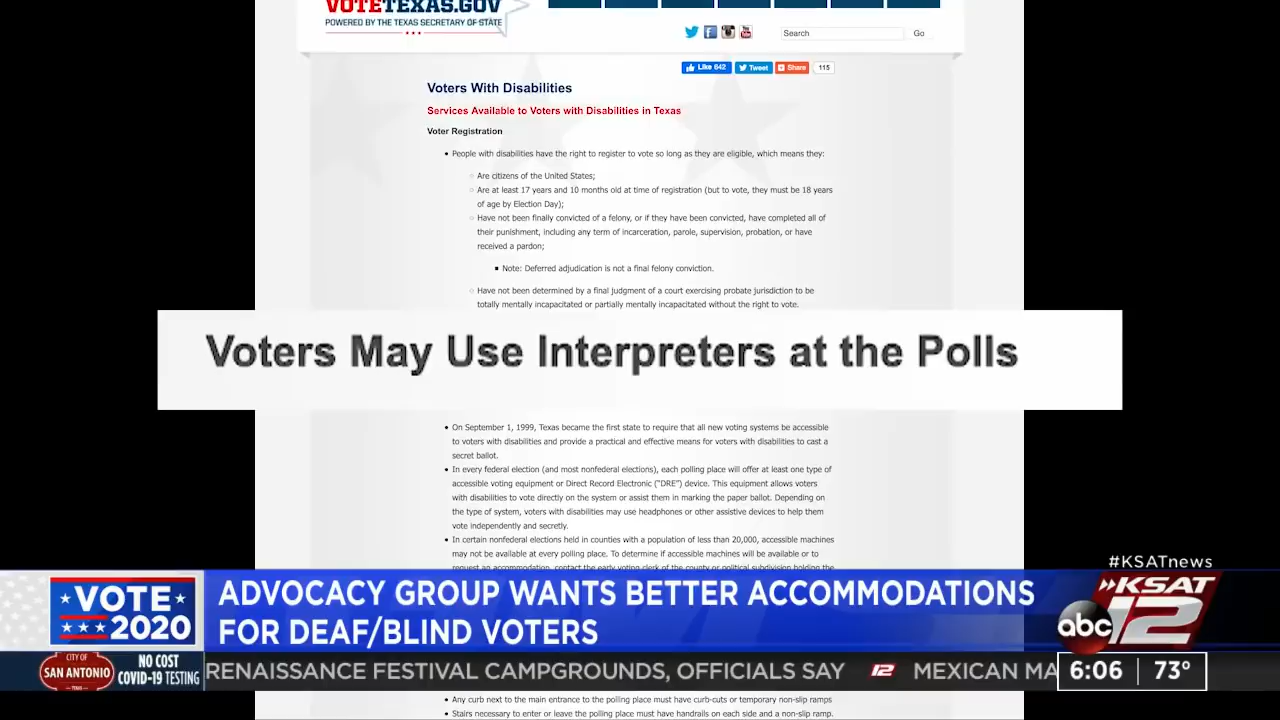 VOTETEXAS.GOV
POWERED BY THE TEXAS SECRETARY OF STATE
Search
Go
Like 842
Tweet
Share
115
Voters With Disabilities
Services Available to Voters with Disabilities in Texas
Voter Registration
• People with disabilities have the right to register to vote so long as they are eligible, which means they:
○ Are citizens of the United States;
○ Are at least 17 years and 10 months old at time of registration (but to vote, they must be 18 years
of age by Election Day);
○ Have not been finally convicted of a felony, or if they have been convicted, have completed all of
their punishment, including any term of incarceration, parole, supervision, probation, or have
received a pardon;
■ Note: Deferred adjudication is not a final felony conviction.
○ Have not been determined by a final judgment of a court exercising probate jurisdiction to be
totally mentally incapacitated or partially mentally incapacitated without the right to vote.
Voters May Use Interpreters at the Polls
• On September 1, 1999, Texas became the first state to require that all new voting systems be accessible
to voters with disabilities and provide a practical and effective means for voters with disabilities to cast a
secret ballot.
• In every federal election (and most nonfederal elections), each polling place will offer at least one type of
accessible voting equipment or Direct Record Electronic ("DRE") device. This equipment allows voters
with disabilities to vote directly on the system or assist them in marking the paper ballot. Depending on
the type of system, voters with disabilities may use headphones or other assistive devices to help them
vote independently and secretly.
• In certain nonfederal elections held in counties with a population of less than 20,000, accessible machines
may not be available at every polling place. To determine if accessible machines will be available or to
request an accommodation, contact the early voting clerk of the county or political subdivision holding the
#KSATnews
VOTE
2020
ADVOCACY GROUP WANTS BETTER ACCOMMODATIONS
FOR DEAF/BLIND VOTERS
abc
KSAT
12
CITY OF
SAN ANTONIO
TEXAS
NO COST
COVID-19 TESTING
RENAISSANCE FESTIVAL CAMPGROUNDS, OFFICIALS SAY 12 MEXICAN MA
6:06 73°
• Any curb next to the main entrance to the polling place must have curb-cuts or temporary non-slip ramps
• Stairs necessary to enter or leave the polling place must have handrails on each side and a non-slip ramp.